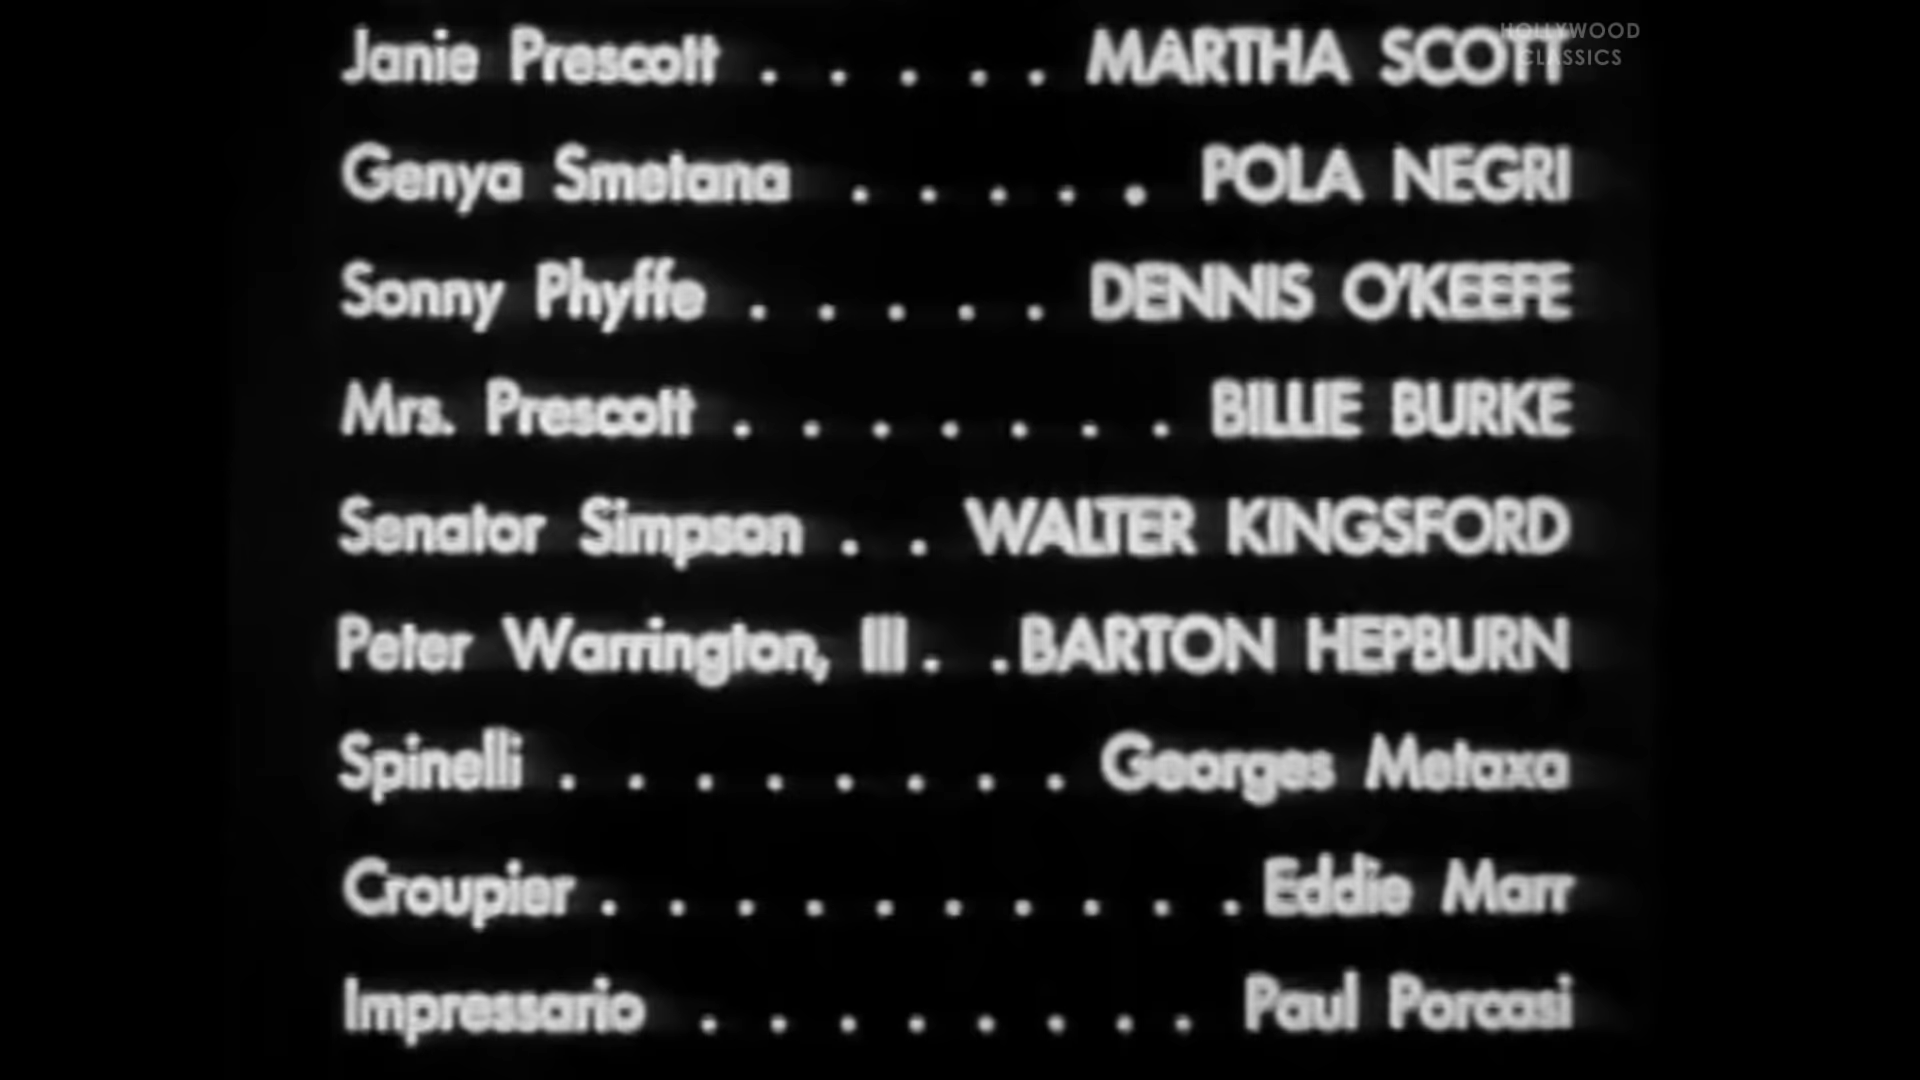 HOLLYWOOD
CLASSICS
Janie Prescott . . . . . MARTHA SCOTT
Genya Smetana . . . . . POLA NEGRI
Sonny Phyffe . . . . . DENNIS O'KEEFE
Mrs. Prescott . . . . . . . BILLIE BURKE
Senator Simpson . . WALTER KINGSFORD
Peter Warrington, III . . BARTON HEPBURN
Spinelli . . . . . . . . Georges Metaxa
Croupier . . . . . . . . . . Eddie Marr
Impressario . . . . . . . . Paul Porcasi